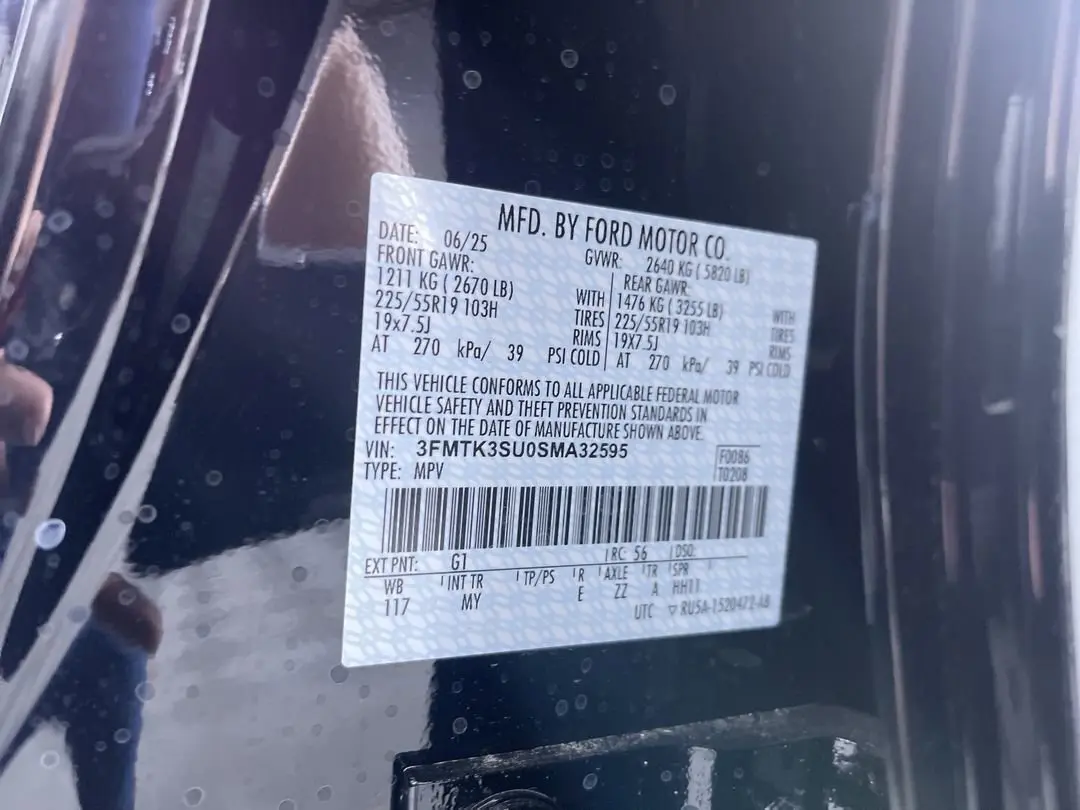 MFD. BY FORD MOTOR CO.
DATE: 06/25 GVWR: 2640 KG ( 5820 LB)
FRONT GAWR: REAR GAWR:
1211 KG ( 2670 LB) WITH 1476 KG ( 3255 LB) WITH
225/55R19 103H TIRES 225/55R19 103H TIRES
19x7.5J RIMS 19X7.5J RIMS
AT 270 kPa/ 39 PSI COLD AT 270 kPa/ 39 PSI COLD
THIS VEHICLE CONFORMS TO ALL APPLICABLE FEDERAL MOTOR
VEHICLE SAFETY AND THEFT PREVENTION STANDARDS IN
EFFECT ON THE DATE OF MANUFACTURE SHOWN ABOVE.
VIN: 3FMTK3SU0SMA32595 F0086
TYPE: MPV T0208
EXT PNT: G1 RC: 56 DSO:
WB INT TR TP/PS R AXLE TR SPR
117 MY E ZZ A HH11
UTC ▽ RU5A-1520472-AB